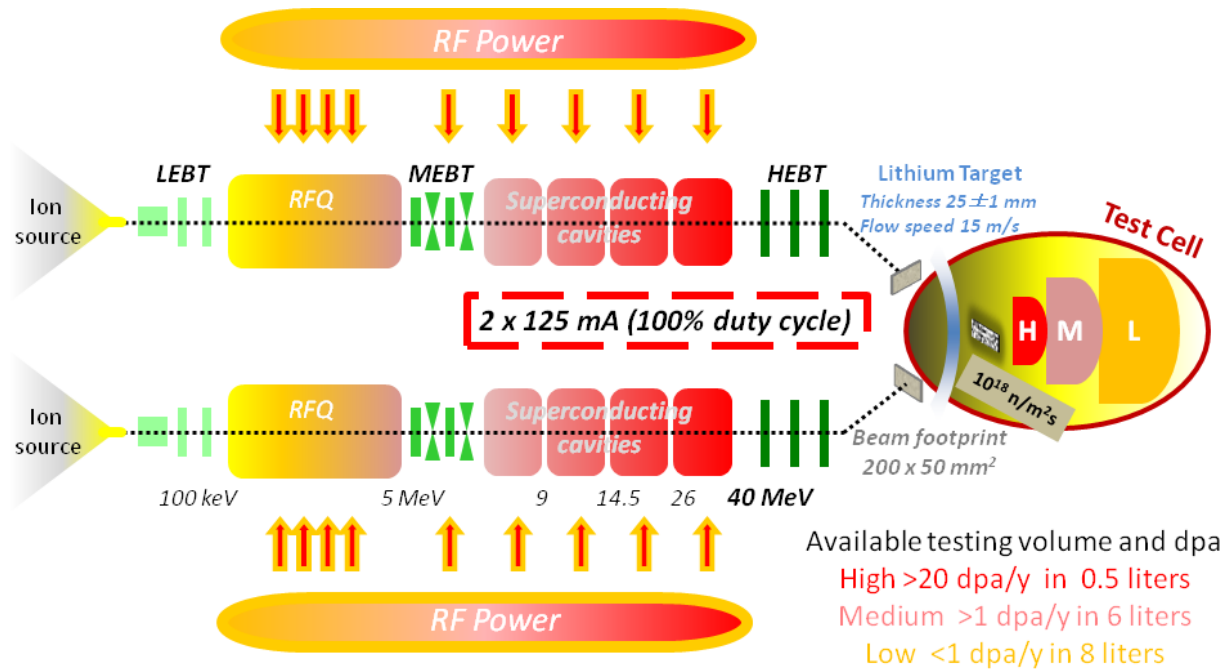 RF Power
LEBT
MEBT
HEBT
Ion
source
RFQ
Superconducting
cavities
Lithium Target
Thickness 25±1 mm
Flow speed 15 m/s
Test Cell
2 x 125 mA (100% duty cycle)
H
M
L
10¹⁸
n/m²s
Ion
source
RFQ
Superconducting
cavities
Beam footprint
200 x 50 mm²
100 keV
5 MeV
9
14.5
26
40 MeV
RF Power
Available testing volume and dpa
High >20 dpa/y in 0.5 liters
Medium >1 dpa/y in 6 liters
Low <1 dpa/y in 8 liters